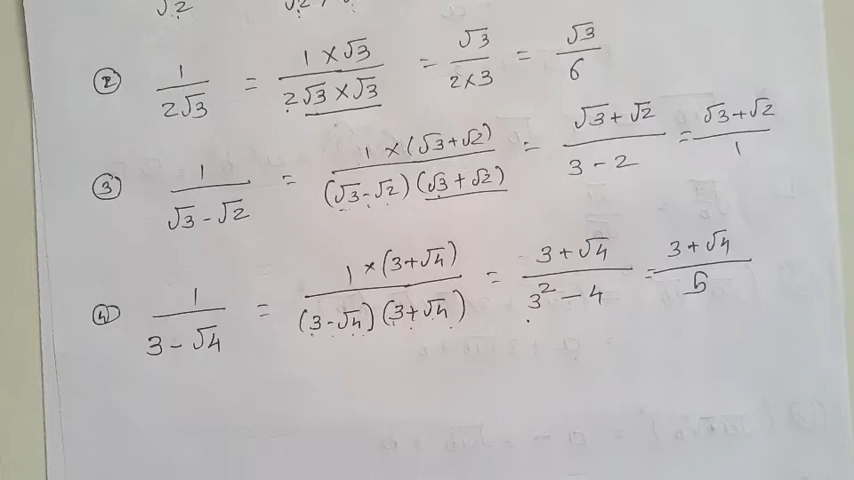 √2 √2
② 1/(2√3) = (1 × √3)/(2√3 × √3) = √3/(2×3) = √3/6
③ 1/(√3 - √2) = (1 × (√3+√2))/((√3-√2)(√3+√2)) = (√3+√2)/(3-2) = (√3+√2)/1
④ 1/(3 - √4) = (1 × (3+√4))/((3-√4)(3+√4)) = (3+√4)/(3² - 4) = (3+√4)/5